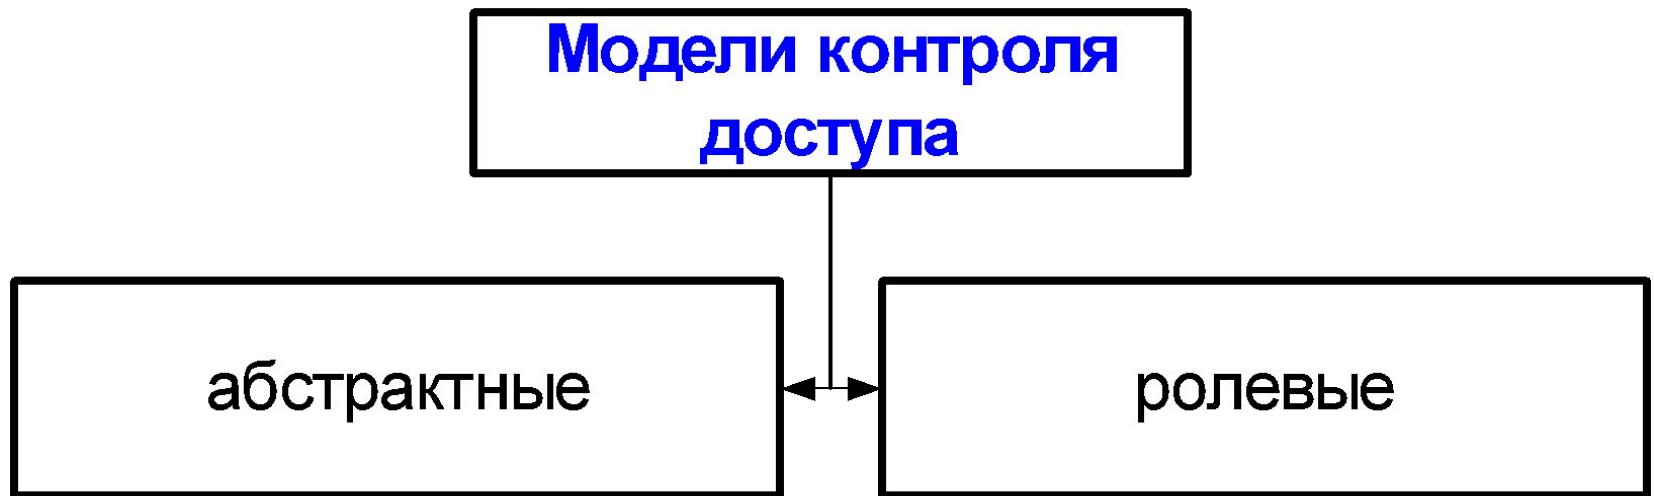 Модели контроля
доступа
абстрактные
ролевые